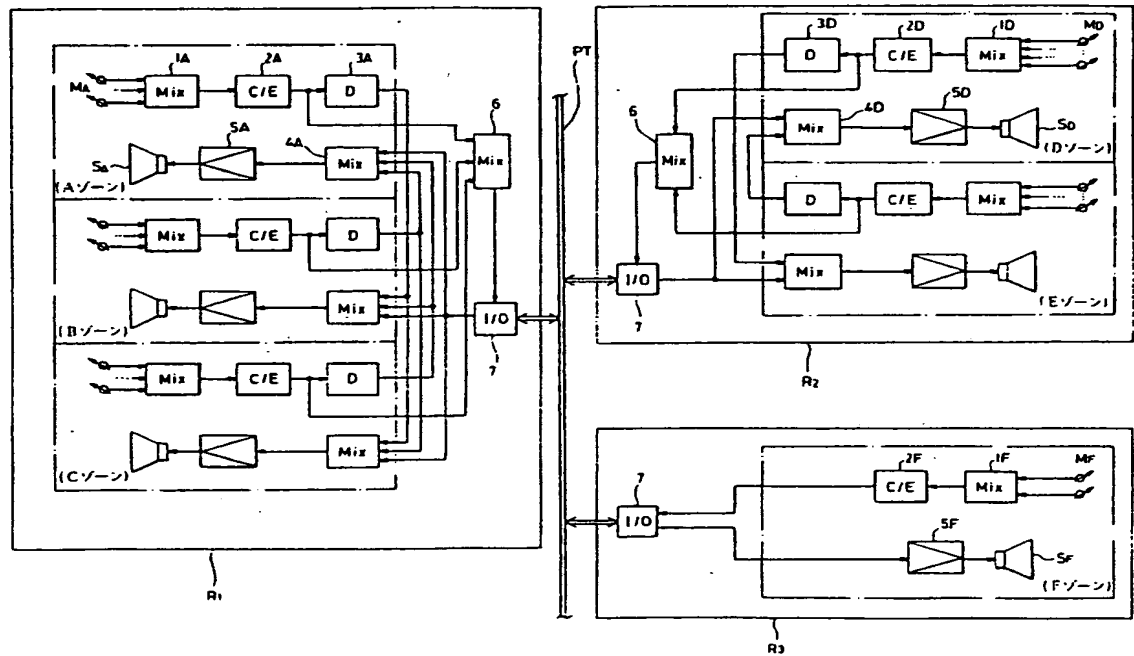 1A 2A 3A
MA Mix C/E D
6
Mix
SA 5A 4A Mix
(Aゾーン)
Mix C/E D
Mix
(Bゾーン)
I/O
7
Mix C/E D
Mix
(Cゾーン)
R1
PT
3D 2D 1D MD
D C/E Mix
6
Mix
Mix 4D 5D SD
(Dゾーン)
D C/E Mix
Mix
I/O
7
(Eゾーン)
R2
2F 1F MF
C/E Mix
7
I/O
5F
SF
(Fゾーン)
R3